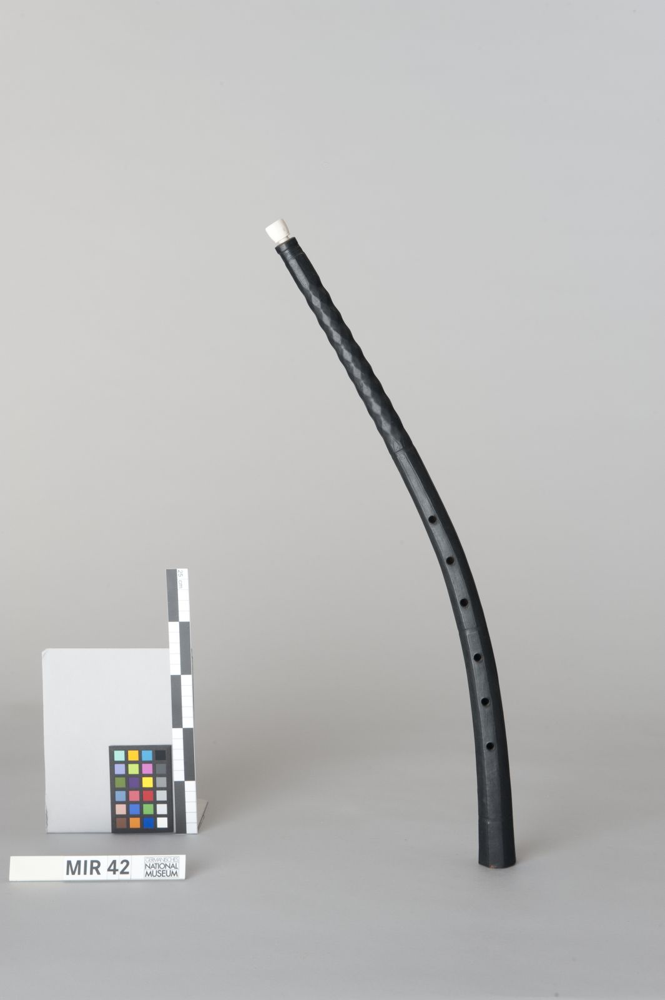 25 cm
MIR 42
GERMANISCHES
NATIONAL
MUSEUM